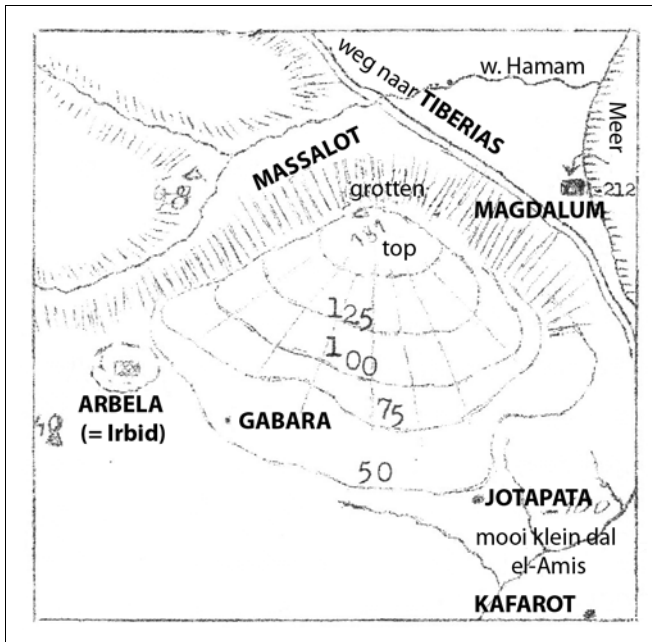 weg naar TIBERIAS
w. Hamam
Meer
MASSALOT
grotten
-212
MAGDALUM
181
top
125
100
75
50
ARBELA
(= Irbid)
GABARA
JOTAPATA
-100
mooi klein dal
el-Amis
KAFAROT